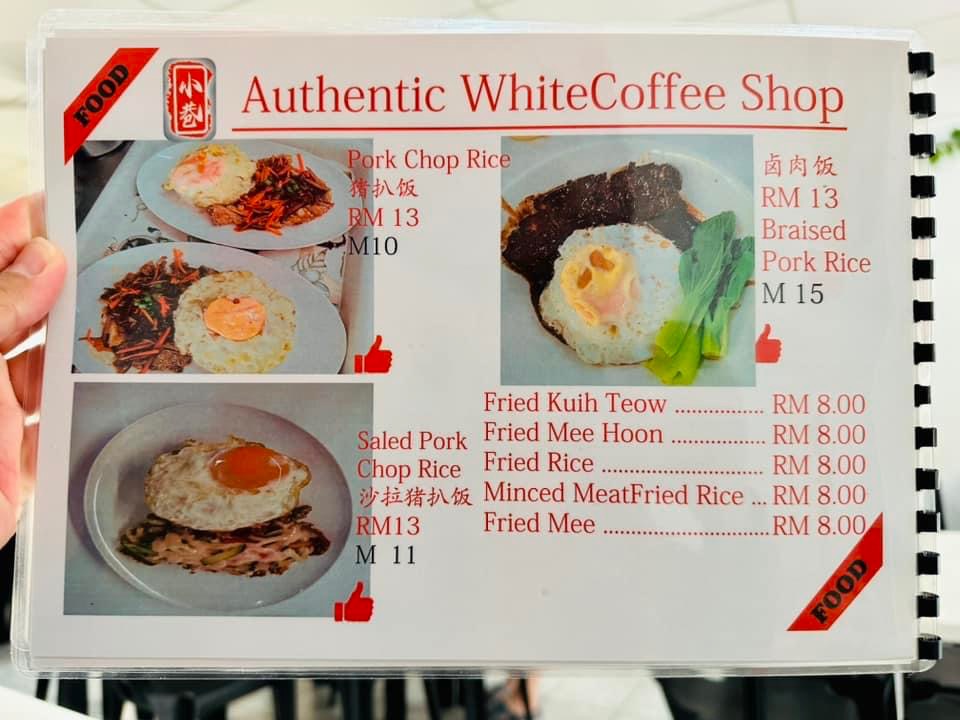 FOOD
小巷
Authentic WhiteCoffee Shop
Pork Chop Rice
猪扒饭
RM 13
M10
卤肉饭
RM 13
Braised
Pork Rice
M 15
Saled Pork
Chop Rice
沙拉猪扒饭
RM13
M 11
Fried Kuih Teow ................ RM 8.00
Fried Mee Hoon ................. RM 8.00
Fried Rice ............................. RM 8.00
Minced MeatFried Rice ... RM 8.00
Fried Mee ............................. RM 8.00
FOOD